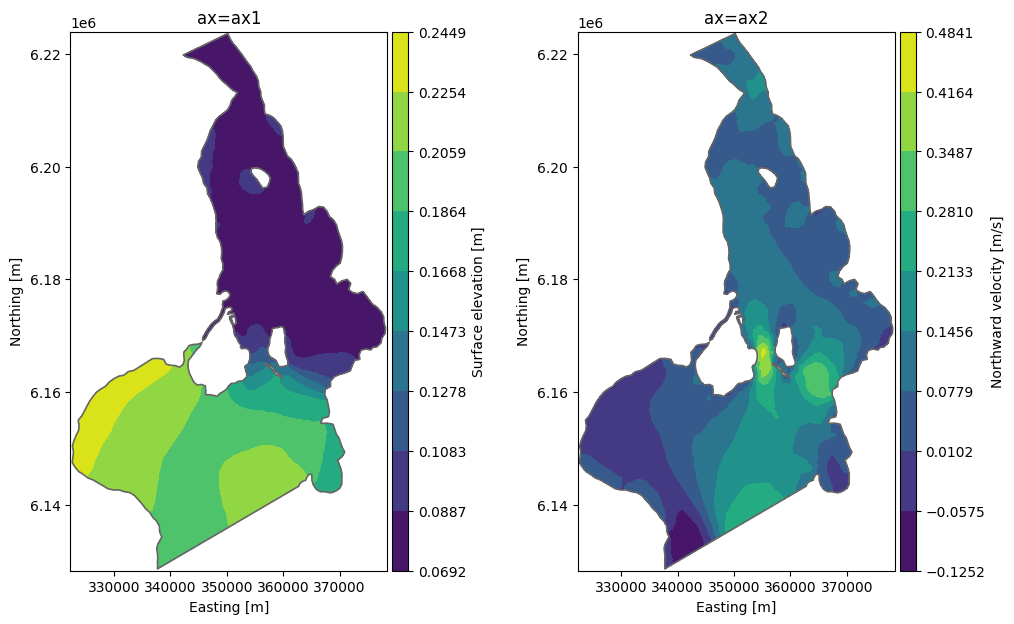 ax=ax1
1e6
6.22
6.20
6.18
6.16
6.14
Northing [m]
330000 340000 350000 360000 370000
Easting [m]
0.2449
0.2254
0.2059
0.1864
0.1668
0.1473
0.1278
0.1083
0.0887
0.0692
Surface elevation [m]
ax=ax2
1e6
6.22
6.20
6.18
6.16
6.14
Northing [m]
330000 340000 350000 360000 370000
Easting [m]
0.4841
0.4164
0.3487
0.2810
0.2133
0.1456
0.0779
0.0102
−0.0575
−0.1252
Northward velocity [m/s]